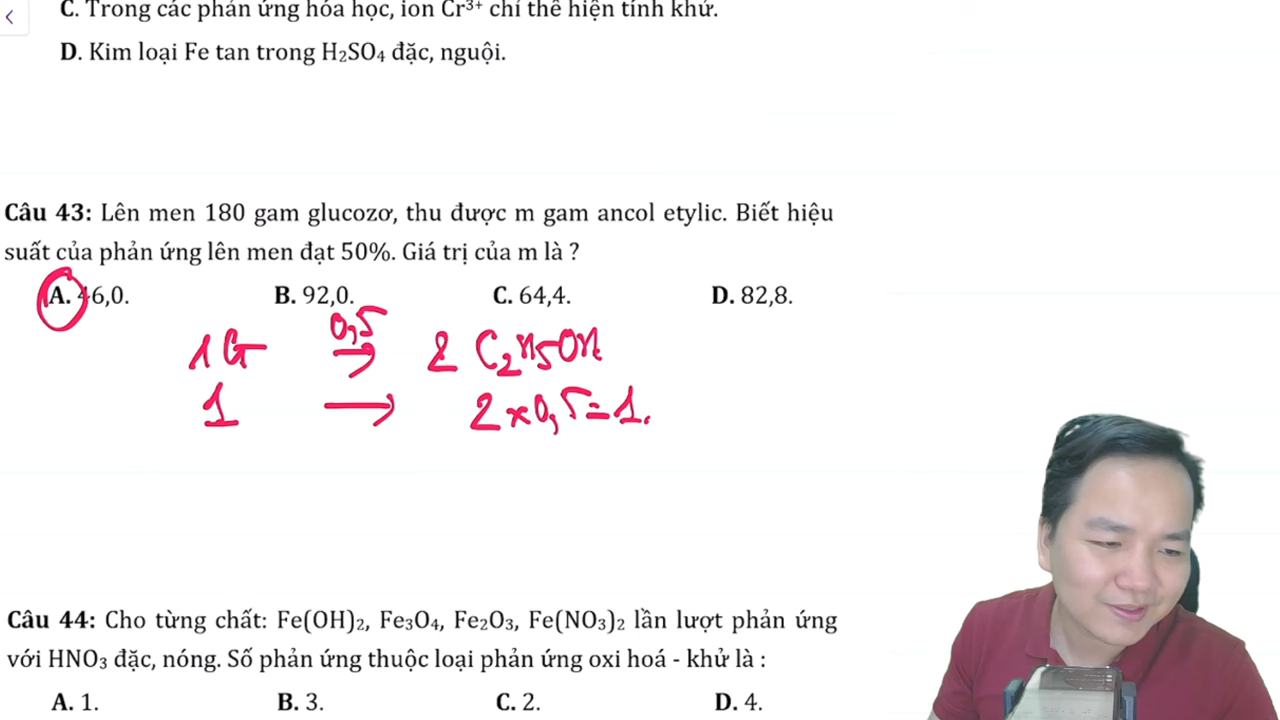 C. Trong các phản ứng hóa học, ion Cr³⁺ chỉ thể hiện tính khử.
D. Kim loại Fe tan trong H₂SO₄ đặc, nguội.
Câu 43: Lên men 180 gam glucozơ, thu được m gam ancol etylic. Biết hiệu
suất của phản ứng lên men đạt 50%. Giá trị của m là ?
A. 46,0. B. 92,0. C. 64,4. D. 82,8.
0,5
1G → 2 C₂H₅OH
1 → 2 × 0,5 = 1.
Câu 44: Cho từng chất: Fe(OH)₂, Fe₃O₄, Fe₂O₃, Fe(NO₃)₂ lần lượt phản ứng
với HNO₃ đặc, nóng. Số phản ứng thuộc loại phản ứng oxi hoá - khử là :
A. 1. B. 3. C. 2. D. 4.